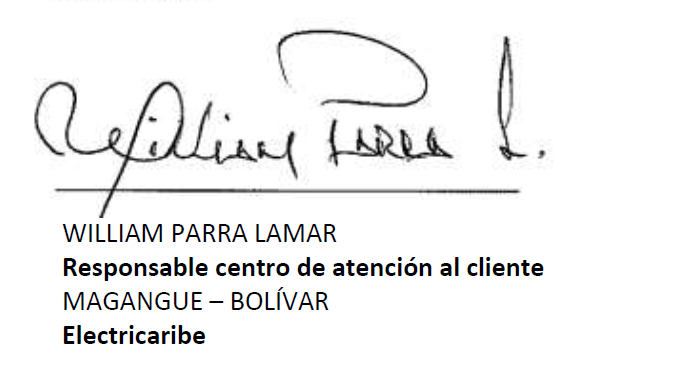 William Parra L.
WILLIAM PARRA LAMAR
Responsable centro de atención al cliente
MAGANGUE – BOLÍVAR
Electricaribe